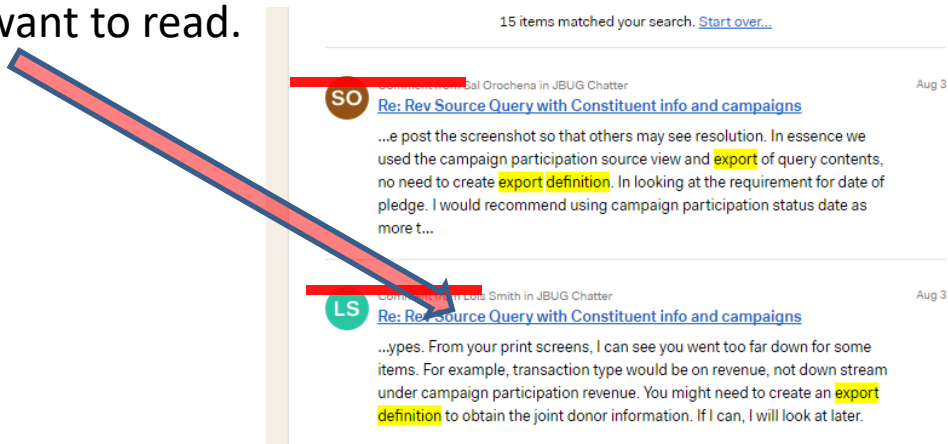 want to read.
15 items matched your search. Start over...
SO
Comment from Sal Orochena in JBUG Chatter
Aug 3
Re: Rev Source Query with Constituent info and campaigns
...e post the screenshot so that others may see resolution. In essence we
used the campaign participation source view and export of query contents,
no need to create export definition. In looking at the requirement for date of
pledge. I would recommend using campaign participation status date as
more t...
LS
Comment from Lois Smith in JBUG Chatter
Aug 3
Re: Rev Source Query with Constituent info and campaigns
...ypes. From your print screens, I can see you went too far down for some
items. For example, transaction type would be on revenue, not down stream
under campaign participation revenue. You might need to create an export
definition to obtain the joint donor information. If I can, I will look at later.